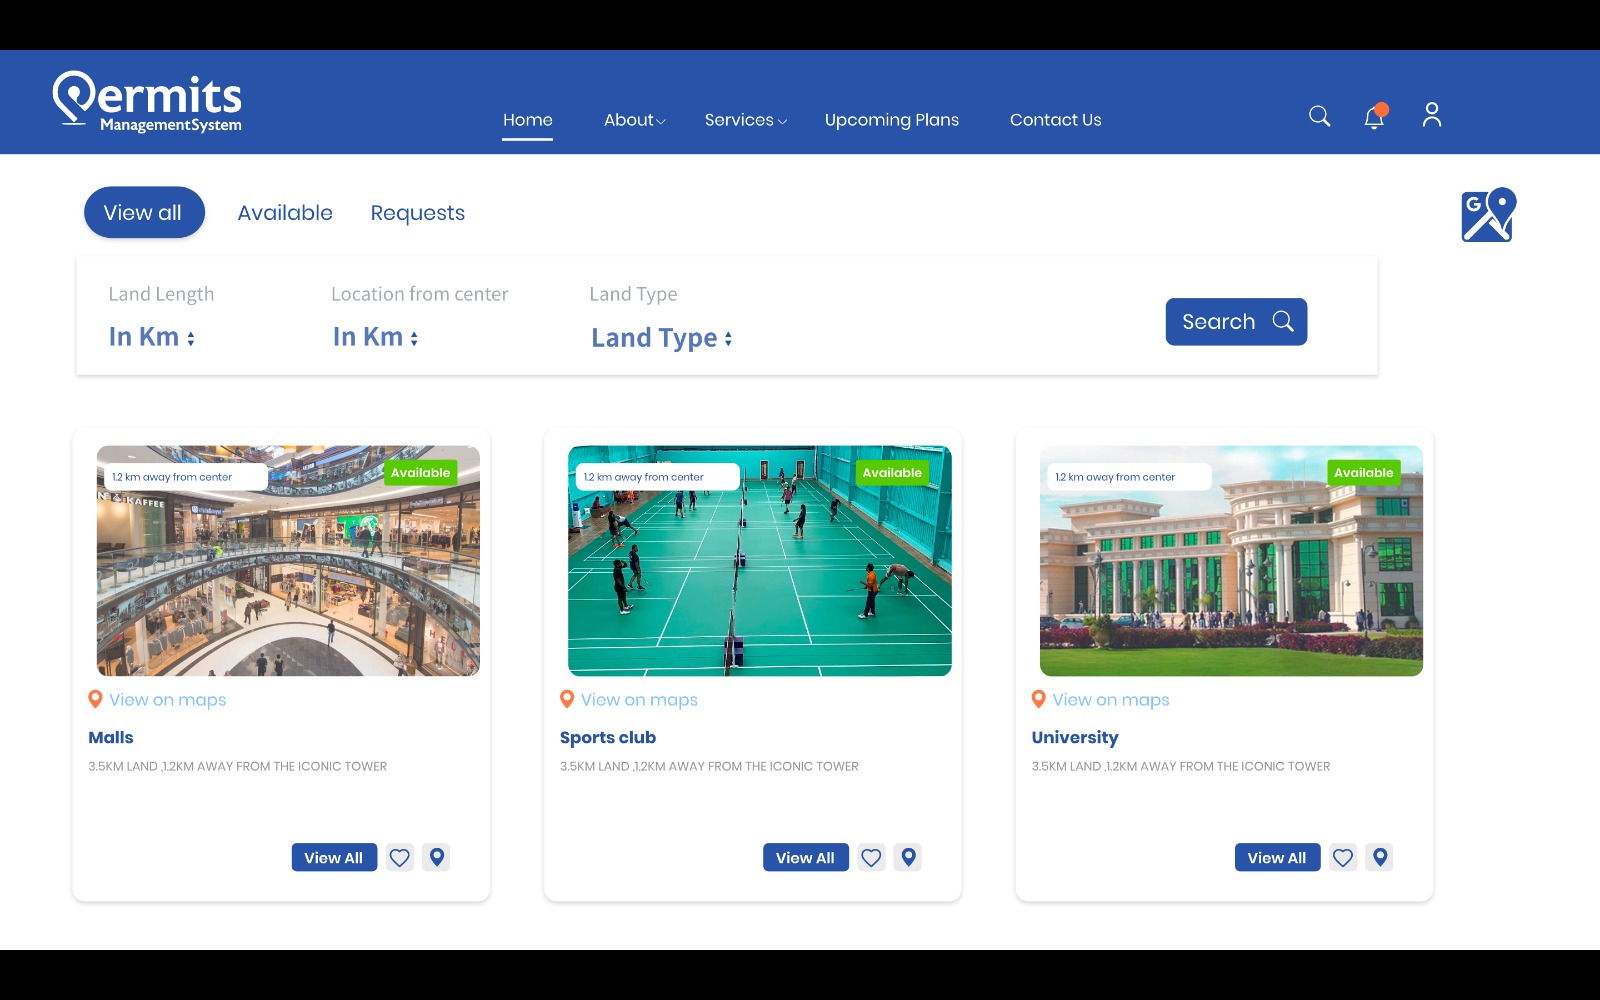 Permits
ManagementSystem
Home
About
Services
Upcoming Plans
Contact Us
View all
Available
Requests
G
Land Length
Location from center
Land Type
In Km
In Km
Land Type
Search
1.2 km away from center
Available
KAFFEE
1.2 km away from center
Available
1.2 km away from center
Available
View on maps
View on maps
View on maps
Malls
Sports club
University
3.5KM LAND ,1.2KM AWAY FROM THE ICONIC TOWER
3.5KM LAND ,1.2KM AWAY FROM THE ICONIC TOWER
3.5KM LAND ,1.2KM AWAY FROM THE ICONIC TOWER
View All
View All
View All